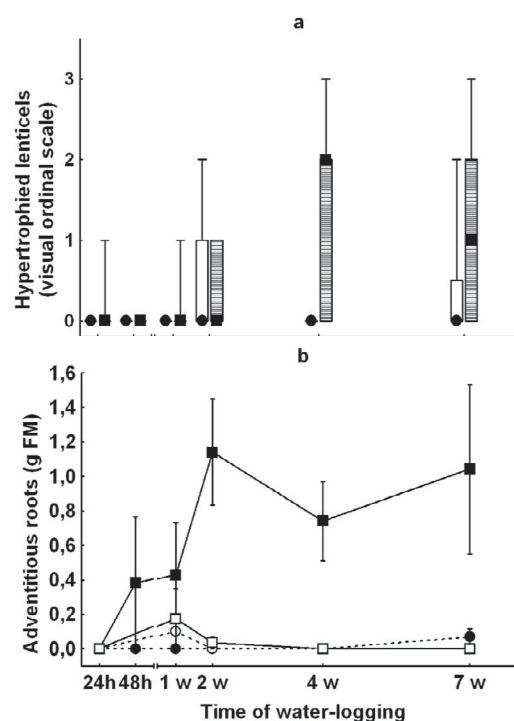 a
Hypertrophied lenticels
(visual ordinal scale)
3
2
1
0
b
Adventitious roots (g FM)
1,6
1,4
1,2
1,0
0,8
0,6
0,4
0,2
0,0
24h 48h 1 w 2 w 4 w 7 w
Time of water-logging